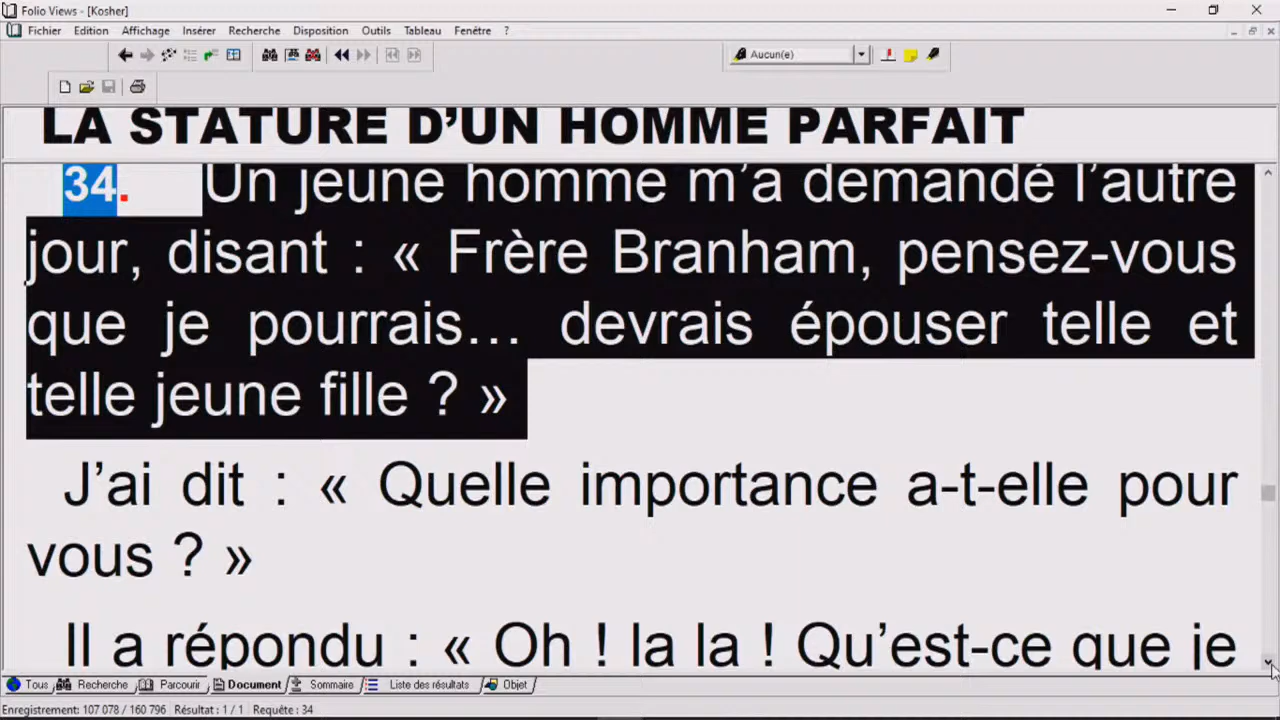 Folio Views - [Kosher]
Fichier Edition Affichage Insérer Recherche Disposition Outils Tableau Fenêtre ?
Aucun(e)
LA STATURE D’UN HOMME PARFAIT
34. Un jeune homme m’a demandé l’autre
jour, disant : « Frère Branham, pensez-vous
que je pourrais… devrais épouser telle et
telle jeune fille ? »
J’ai dit : « Quelle importance a-t-elle pour
vous ? »
Il a répondu : « Oh ! la la ! Qu’est-ce que je
Tous Recherche Parcourir Document Sommaire Liste des résultats Objet
Enregistrement: 107 078 / 160 796 Résultat : 1 / 1 Requête : 34